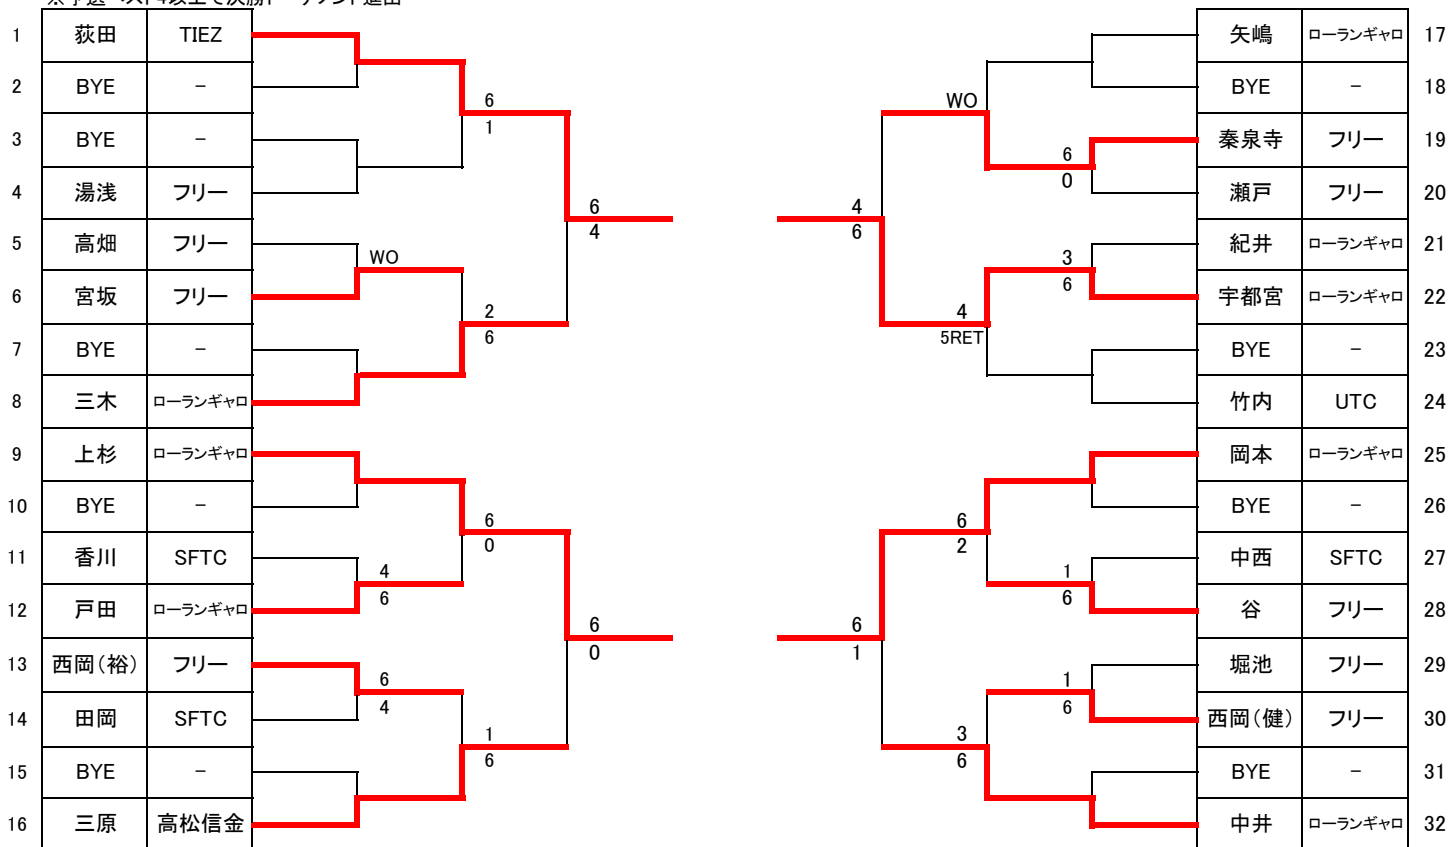 1 荻田 TIEZ
2 BYE -
3 BYE -
4 湯浅 フリー
5 高畑 フリー
6 宮坂 フリー
7 BYE -
8 三木 ローランギャロ
9 上杉 ローランギャロ
10 BYE -
11 香川 SFTC
12 戸田 ローランギャロ
13 西岡(裕) フリー
14 田岡 SFTC
15 BYE -
16 三原 高松信金
WO
4
6
6
4
6
1
2
6
6
0
1
6
6
4
6
0
4
6
6
1
WO
4
5RET
6
2
3
6
6
0
3
6
1
6
1
6
矢嶋 ローランギャロ 17
BYE - 18
秦泉寺 フリー 19
瀬戸 フリー 20
紀井 ローランギャロ 21
宇都宮 ローランギャロ 22
BYE - 23
竹内 UTC 24
岡本 ローランギャロ 25
BYE - 26
中西 SFTC 27
谷 フリー 28
堀池 フリー 29
西岡(健) フリー 30
BYE - 31
中井 ローランギャロ 32